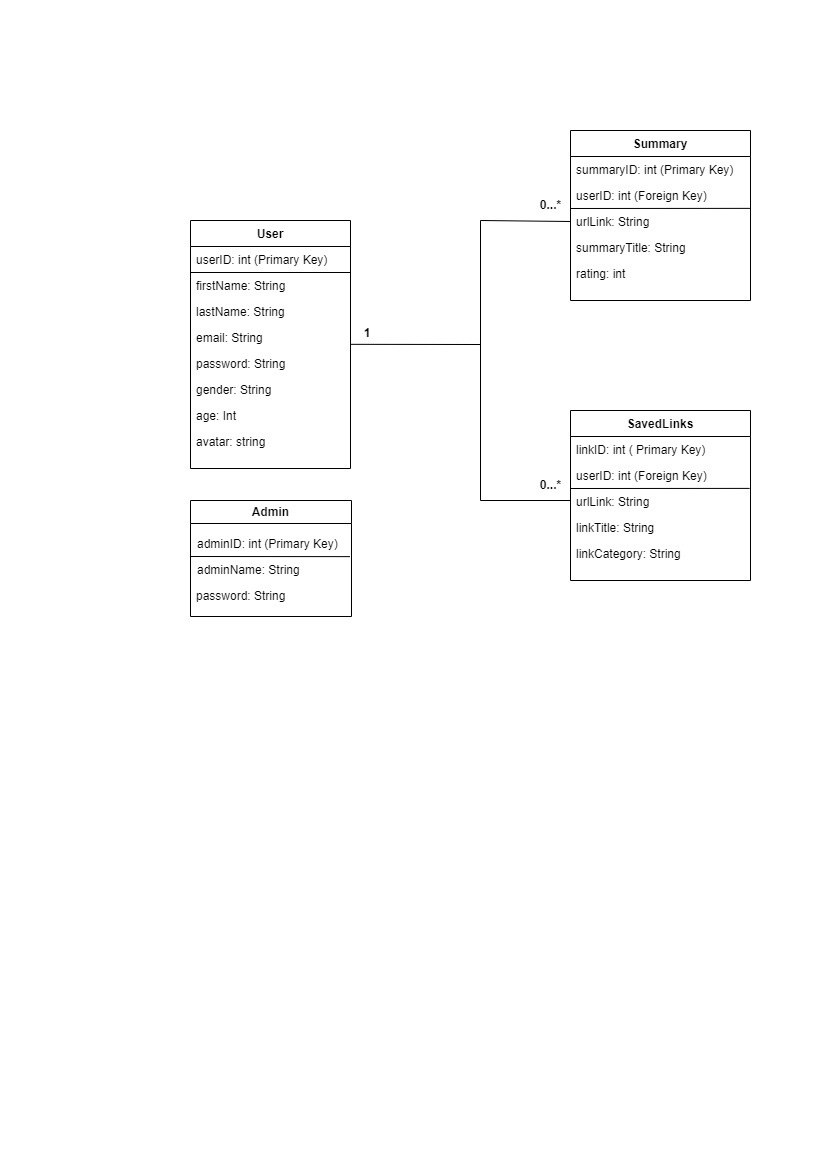 Summary
summaryID: int (Primary Key)
userID: int (Foreign Key)
urlLink: String
summaryTitle: String
rating: int
0...*
User
userID: int (Primary Key)
firstName: String
lastName: String
email: String
password: String
gender: String
age: Int
avatar: string
1
SavedLinks
linkID: int ( Primary Key)
userID: int (Foreign Key)
urlLink: String
linkTitle: String
linkCategory: String
0...*
Admin
adminID: int (Primary Key)
adminName: String
password: String